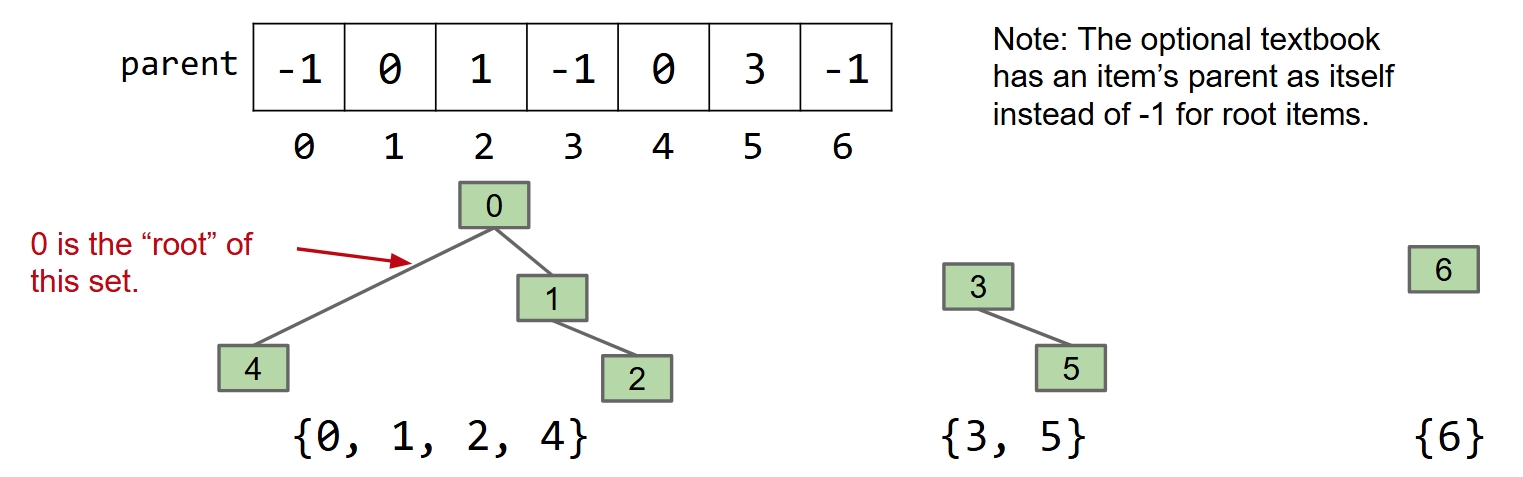 parent -1 0 1 -1 0 3 -1
0 1 2 3 4 5 6
Note: The optional textbook
has an item’s parent as itself
instead of -1 for root items.
0 is the “root” of
this set.
0
1
4
2
{0, 1, 2, 4}
3
5
{3, 5}
6
{6}